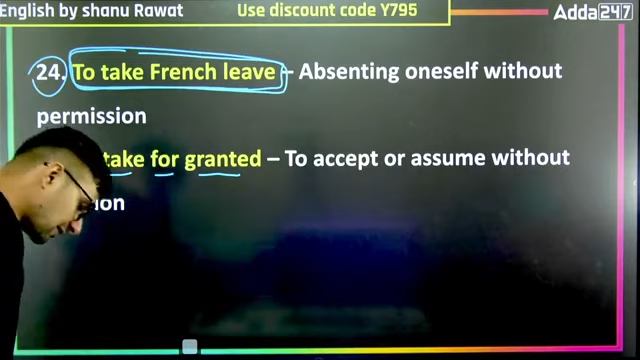 English by shanu Rawat
Use discount code Y795
Adda247
24. To take French leave – Absenting oneself without
permission
take for granted – To accept or assume without